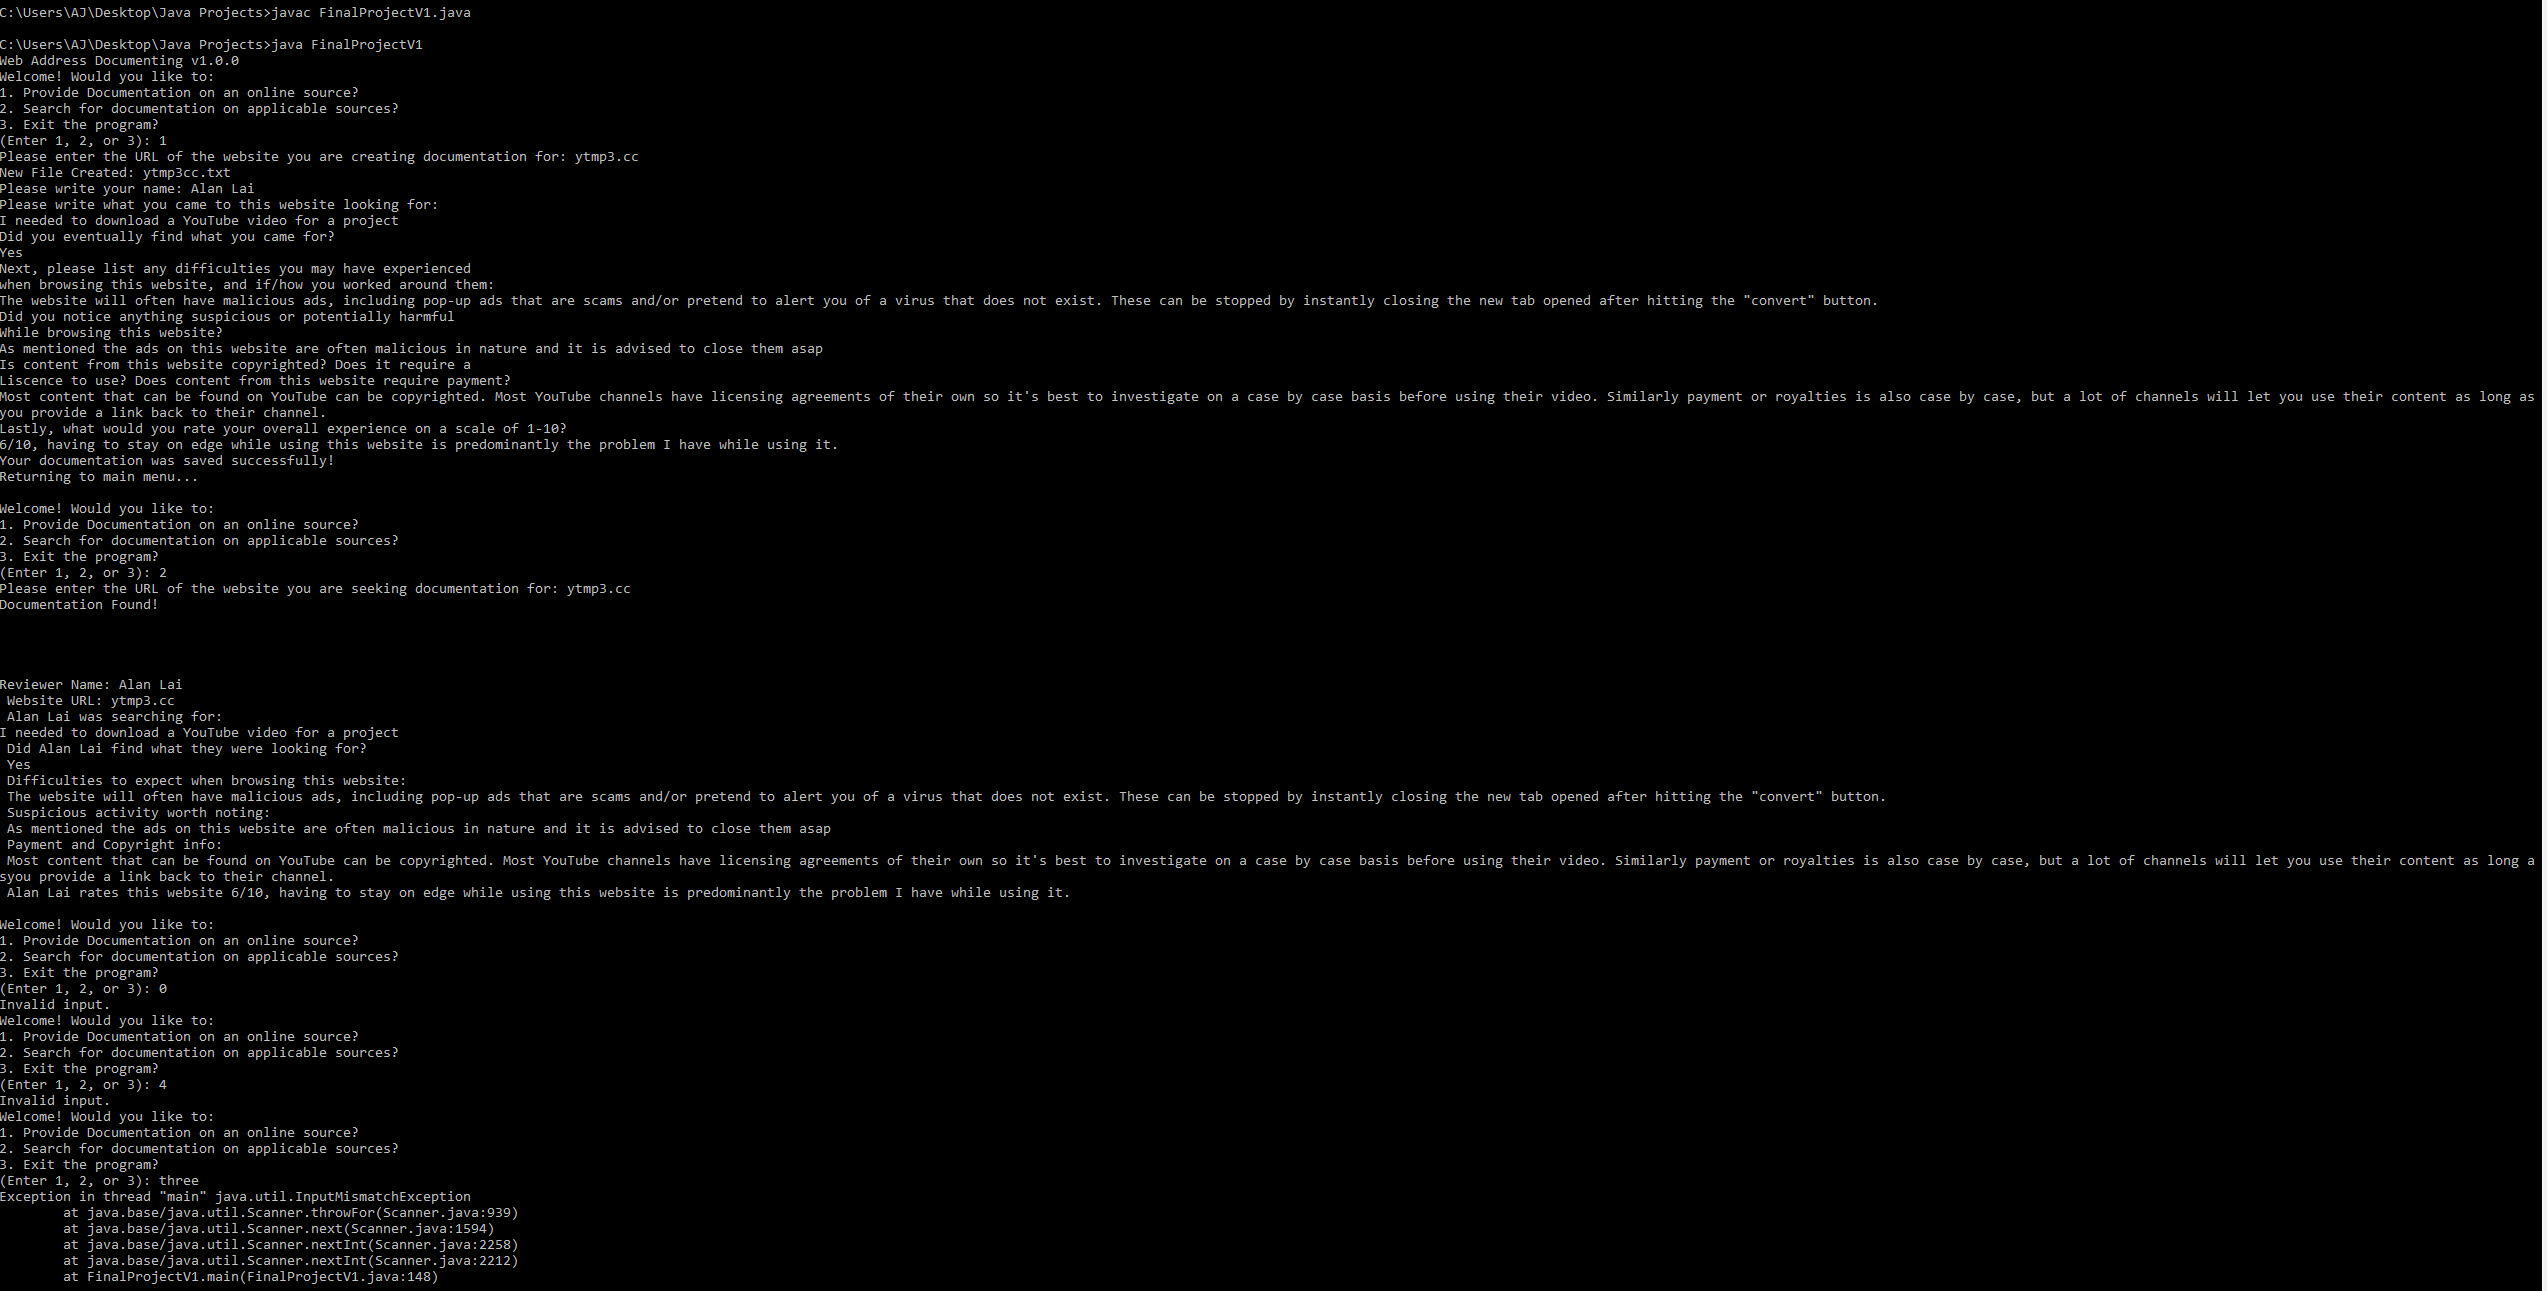 C:\Users\AJ\Desktop\Java Projects>javac FinalProjectV1.java
C:\Users\AJ\Desktop\Java Projects>java FinalProjectV1
Web Address Documenting v1.0.0
Welcome! Would you like to:
1. Provide Documentation on an online source?
2. Search for documentation on applicable sources?
3. Exit the program?
(Enter 1, 2, or 3): 1
Please enter the URL of the website you are creating documentation for: ytmp3.cc
New File Created: ytmp3cc.txt
Please write your name: Alan Lai
Please write what you came to this website looking for:
I needed to download a YouTube video for a project
Did you eventually find what you came for?
Yes
Next, please list any difficulties you may have experienced
when browsing this website, and if/how you worked around them:
The website will often have malicious ads, including pop-up ads that are scams and/or pretend to alert you of a virus that does not exist. These can be stopped by instantly closing the new tab opened after hitting the "convert" button.
Did you notice anything suspicious or potentially harmful
While browsing this website?
As mentioned the ads on this website are often malicious in nature and it is advised to close them asap
Is content from this website copyrighted? Does it require a
Liscence to use? Does content from this website require payment?
Most content that can be found on YouTube can be copyrighted. Most YouTube channels have licensing agreements of their own so it's best to investigate on a case by case basis before using their video. Similarly payment or royalties is also case by case, but a lot of channels will let you use their content as long as
you provide a link back to their channel.
Lastly, what would you rate your overall experience on a scale of 1-10?
6/10, having to stay on edge while using this website is predominantly the problem I have while using it.
Your documentation was saved successfully!
Returning to main menu...
Welcome! Would you like to:
1. Provide Documentation on an online source?
2. Search for documentation on applicable sources?
3. Exit the program?
(Enter 1, 2, or 3): 2
Please enter the URL of the website you are seeking documentation for: ytmp3.cc
Documentation Found!
Reviewer Name: Alan Lai
Website URL: ytmp3.cc
Alan Lai was searching for:
I needed to download a YouTube video for a project
Did Alan Lai find what they were looking for?
Yes
Difficulties to expect when browsing this website:
The website will often have malicious ads, including pop-up ads that are scams and/or pretend to alert you of a virus that does not exist. These can be stopped by instantly closing the new tab opened after hitting the "convert" button.
Suspicious activity worth noting:
As mentioned the ads on this website are often malicious in nature and it is advised to close them asap
Payment and Copyright info:
Most content that can be found on YouTube can be copyrighted. Most YouTube channels have licensing agreements of their own so it's best to investigate on a case by case basis before using their video. Similarly payment or royalties is also case by case, but a lot of channels will let you use their content as long a
syou provide a link back to their channel.
Alan Lai rates this website 6/10, having to stay on edge while using this website is predominantly the problem I have while using it.
Welcome! Would you like to:
1. Provide Documentation on an online source?
2. Search for documentation on applicable sources?
3. Exit the program?
(Enter 1, 2, or 3): 0
Invalid input.
Welcome! Would you like to:
1. Provide Documentation on an online source?
2. Search for documentation on applicable sources?
3. Exit the program?
(Enter 1, 2, or 3): 4
Invalid input.
Welcome! Would you like to:
1. Provide Documentation on an online source?
2. Search for documentation on applicable sources?
3. Exit the program?
(Enter 1, 2, or 3): three
Exception in thread "main" java.util.InputMismatchException
at java.base/java.util.Scanner.throwFor(Scanner.java:939)
at java.base/java.util.Scanner.next(Scanner.java:1594)
at java.base/java.util.Scanner.nextInt(Scanner.java:2258)
at java.base/java.util.Scanner.nextInt(Scanner.java:2212)
at FinalProjectV1.main(FinalProjectV1.java:148)